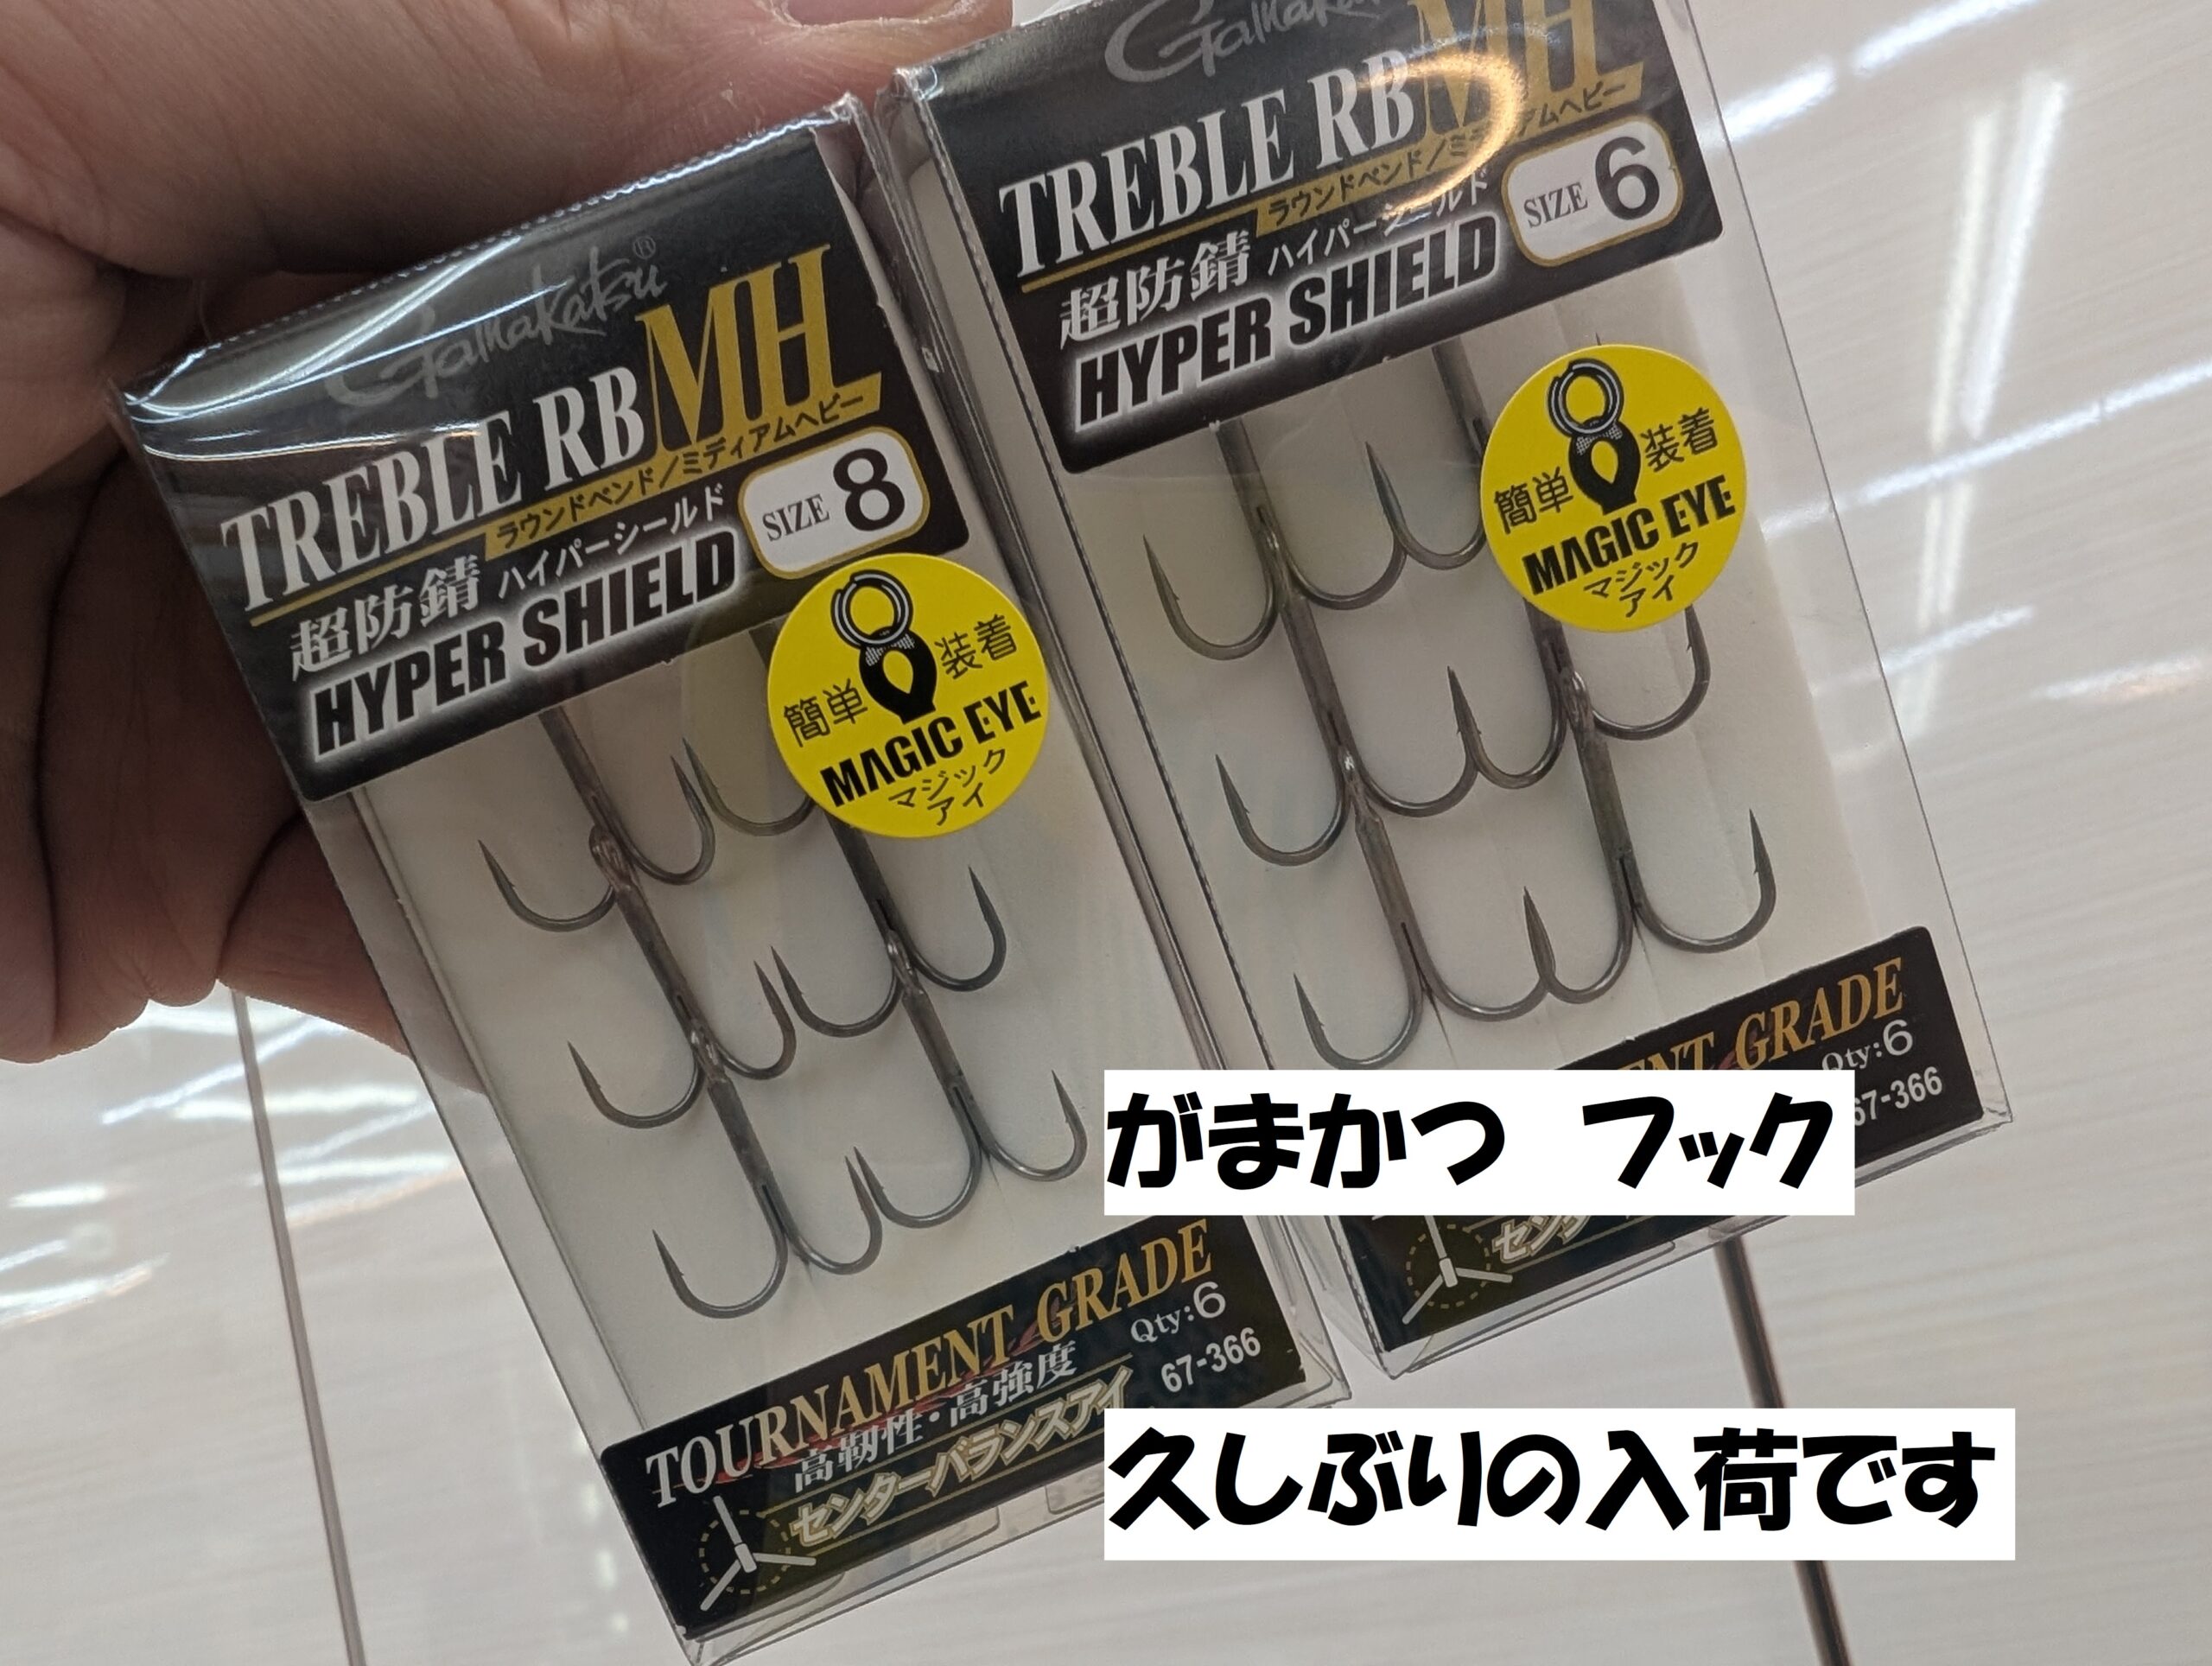 Gamakatsu®
TREBLE RB MH
ラウンドベンド/ミディアムヘビー
超防錆 ハイパーシールド
HYPER SHIELD
SIZE 8
簡単 装着
MAGIC EYE
マジック
アイ
TOURNAMENT GRADE
高靭性・高強度
Qty:6
センターバランスアイ
67-366
Gamakatsu
TREBLE RB MH
ラウンドベンド/ミディアムヘビー
超防錆 ハイパーシールド
HYPER SHIELD
SIZE 6
簡単 装着
MAGIC EYE
マジック
アイ
GRADE
Qty:6
67-366
がまかつ フック
久しぶりの入荷です